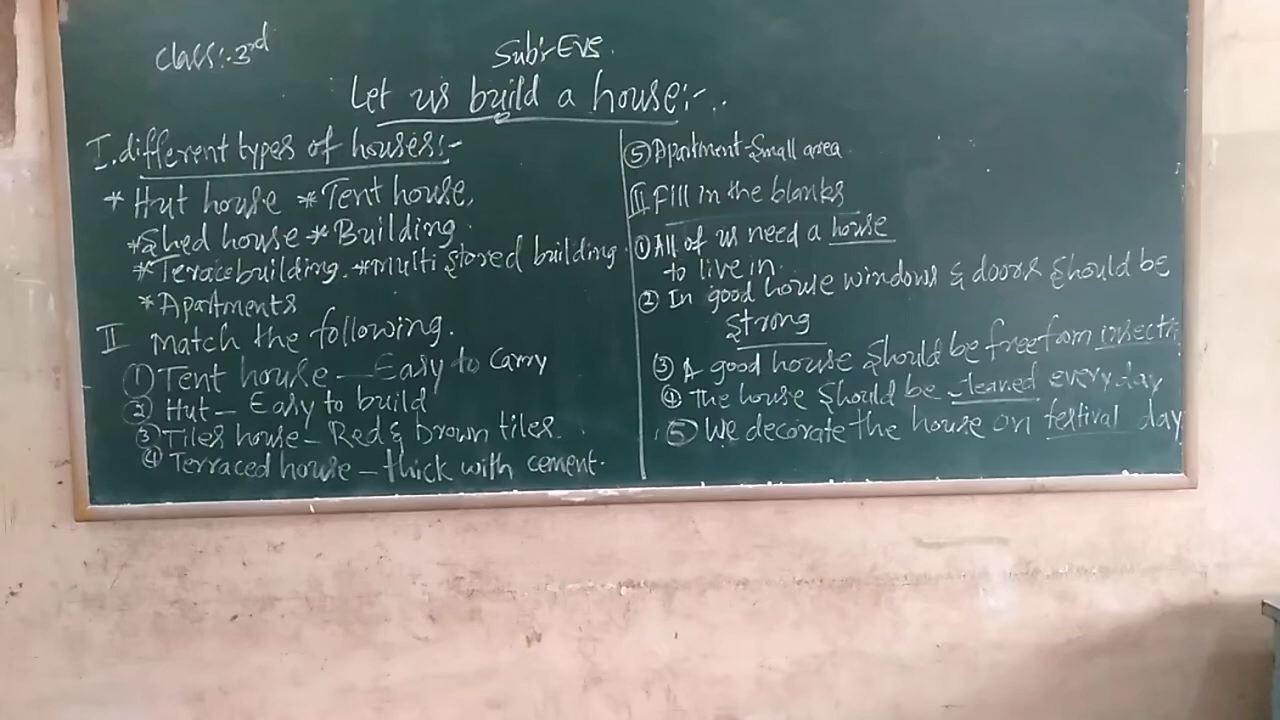 Class:-3rd
Sub:-Evs.
Let us build a house:-..
I. different types of houses:-
* Hut house * Tent house,
* Shed house * Building.
* Terace building. * Multi stored building.
* Apartments
II Match the following.
① Tent house — Easy to carry
② Hut — Easy to build
③ Tiles house — Red & brown tiles.
④ Terraced house — thick with cement.
⑤ Apartment - Small area
III Fill in the blanks
① All of us need a house
to live in.
② In good house windows & doors should be
strong
③ A good house should be free fom insects
④ The house should be cleaned every day
⑤ We decorate the house on festival day